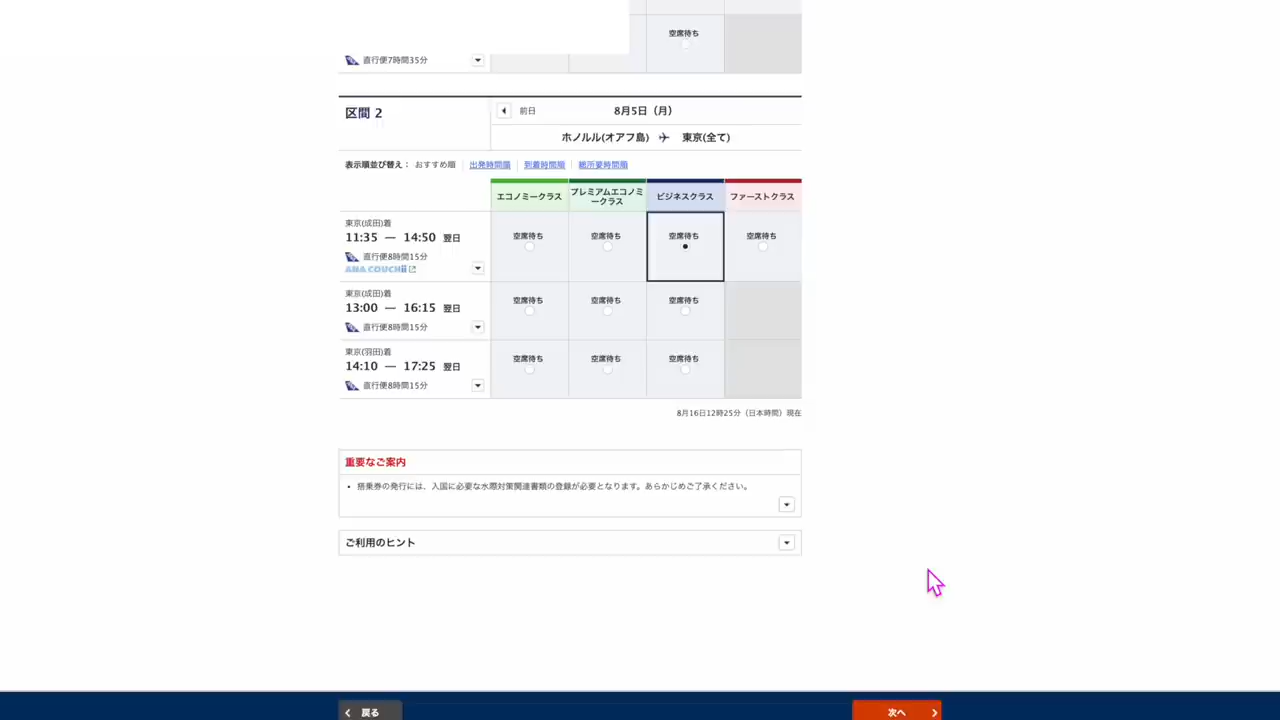 空席待ち
直行便7時間35分
区間 2
前日
8月5日（月）
ホノルル(オアフ島) 東京(全て)
表示順並び替え： おすすめ順 出発時間順 到着時間順 総所要時間順
エコノミークラス プレミアムエコノミークラス ビジネスクラス ファーストクラス
東京(成田)着
11:35 — 14:50 翌日
直行便8時間15分
ANA COUCHii
空席待ち 空席待ち 空席待ち 空席待ち
東京(成田)着
13:00 — 16:15 翌日
直行便8時間15分
空席待ち 空席待ち 空席待ち
東京(羽田)着
14:10 — 17:25 翌日
直行便8時間15分
空席待ち 空席待ち 空席待ち
8月16日12時25分（日本時間）現在
重要なご案内
• 搭乗券の発行には、入国に必要な水際対策関連書類の登録が必要となります。あらかじめご了承ください。
ご利用のヒント
戻る
次へ